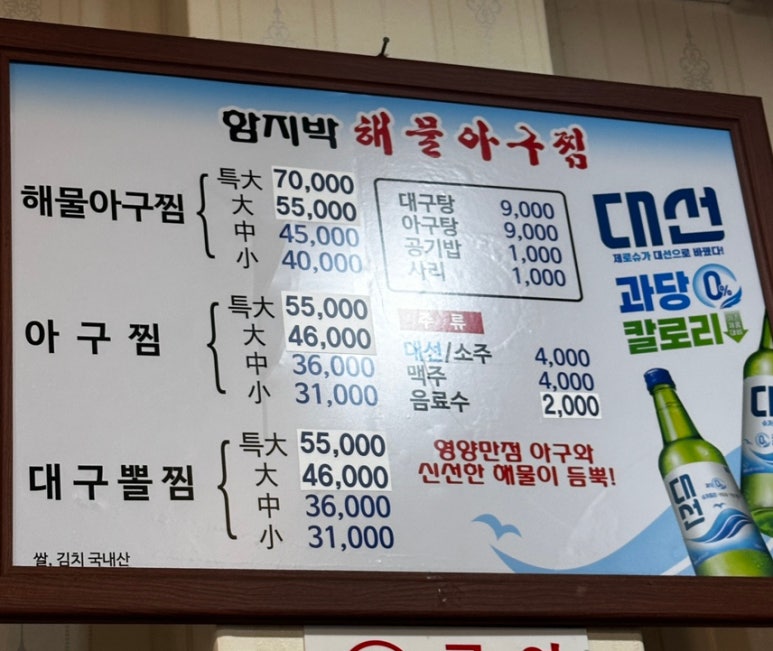 함지박 해물아구찜
해물아구찜
특大 70,000
大 55,000
中 45,000
小 40,000
아구찜
특大 55,000
大 46,000
中 36,000
小 31,000
대구뽈찜
특大 55,000
大 46,000
中 36,000
小 31,000
쌀, 김치 국내산
대구탕 9,000
아구탕 9,000
공기밥 1,000
사리 1,000
주류
대선/소주 4,000
맥주 4,000
음료수 2,000
영양만점 아구와
신선한 해물이 듬뿍!
대선
제로슈가 대선으로 바꿨다!
과당 0%
칼로리
대선